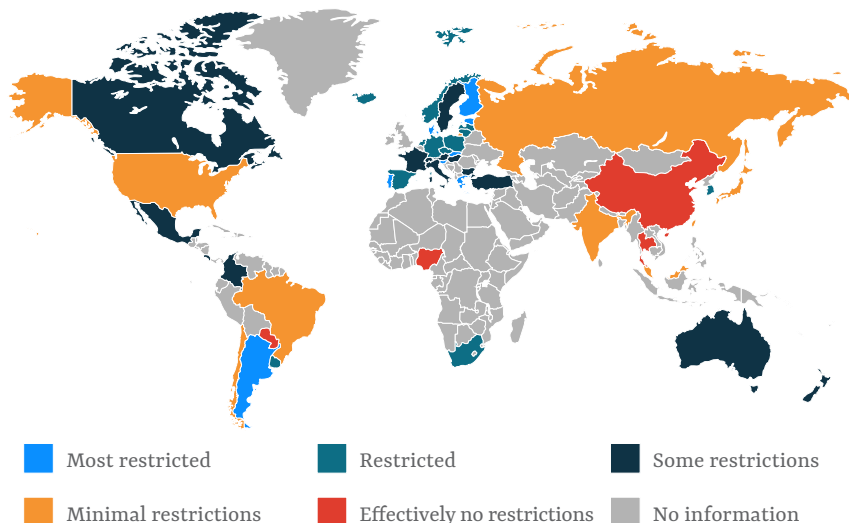 Most restricted
Restricted
Some restrictions
Minimal restrictions
Effectively no restrictions
No information